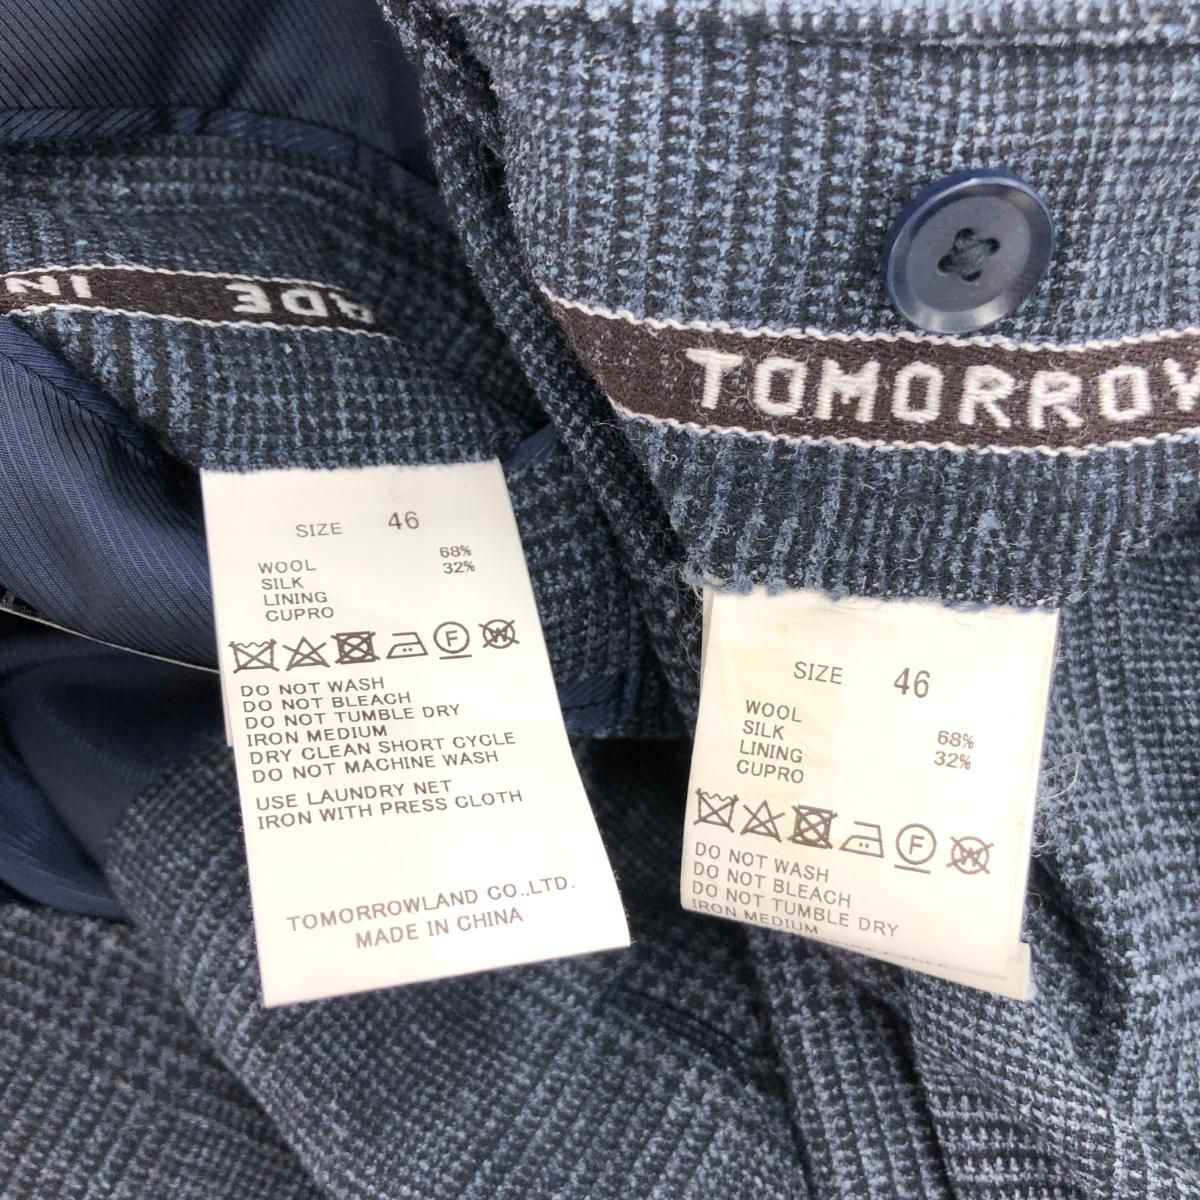 IN ADE
TOMORROW
SIZE 46
WOOL 68%
SILK 32%
LINING
CUPRO
F W
DO NOT WASH
DO NOT BLEACH
DO NOT TUMBLE DRY
IRON MEDIUM
DRY CLEAN SHORT CYCLE
DO NOT MACHINE WASH
USE LAUNDRY NET
IRON WITH PRESS CLOTH
TOMORROWLAND CO.,LTD.
MADE IN CHINA
SIZE 46
WOOL 68%
SILK 32%
LINING
CUPRO
F W
DO NOT WASH
DO NOT BLEACH
DO NOT TUMBLE DRY
IRON MEDIUM